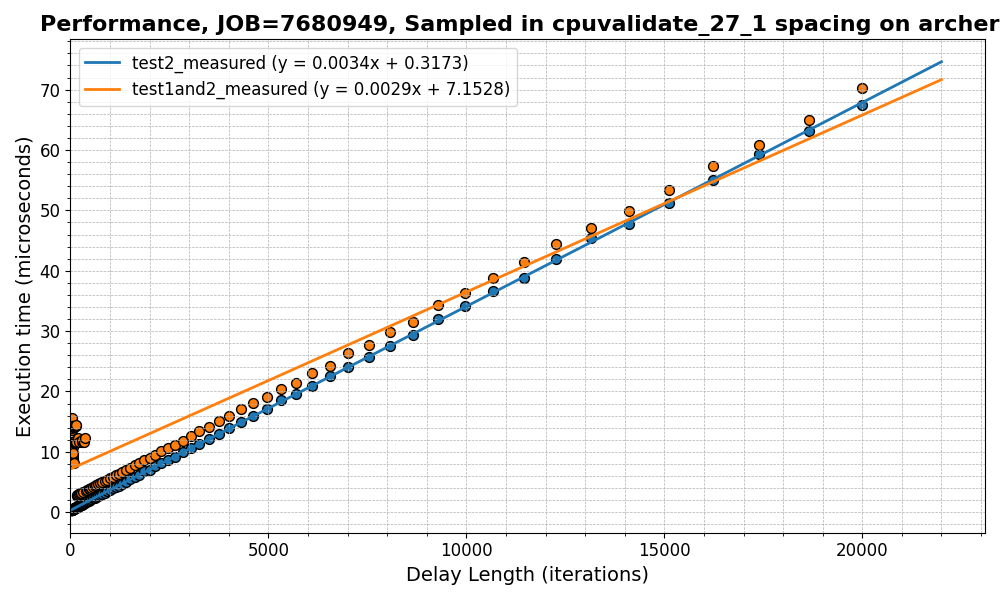 Performance, JOB=7680949, Sampled in cpuvalidate_27_1 spacing on archer
test2_measured (y = 0.0034x + 0.3173)
test1and2_measured (y = 0.0029x + 7.1528)
Execution time (microseconds)
70
60
50
40
30
20
10
0
0 5000 10000 15000 20000
Delay Length (iterations)